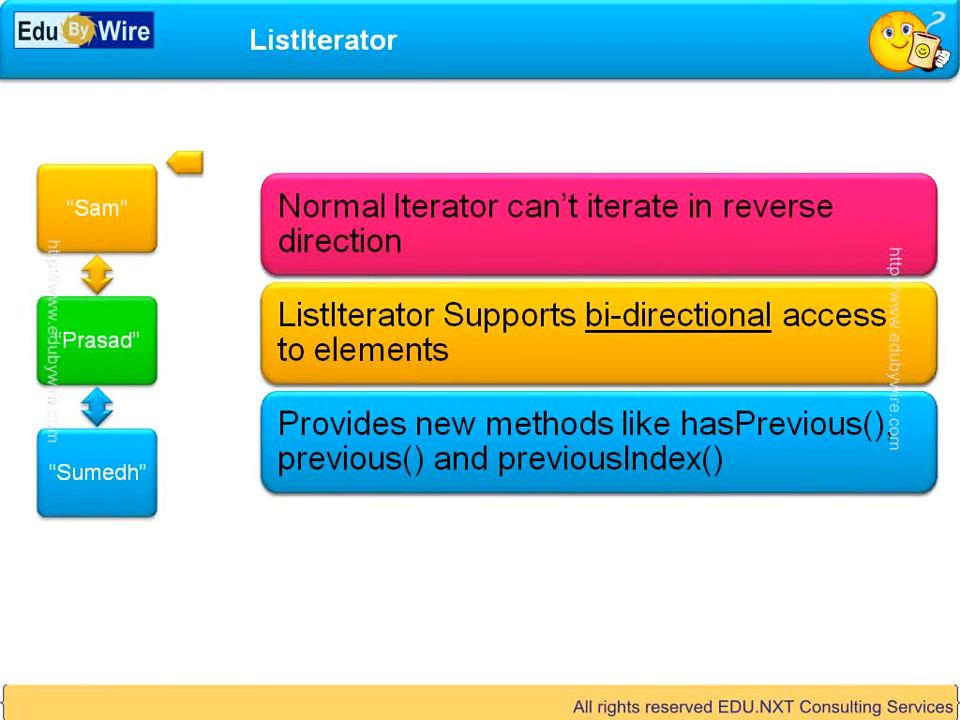 Edu By Wire
ListIterator
"Sam"
"Prasad"
"Sumedh"
Normal Iterator can't iterate in reverse
direction
ListIterator Supports bi-directional access
to elements
Provides new methods like hasPrevious(),
previous() and previousIndex()
http://www.edubywire.com
http://www.edubywire.com
All rights reserved EDU.NXT Consulting Services